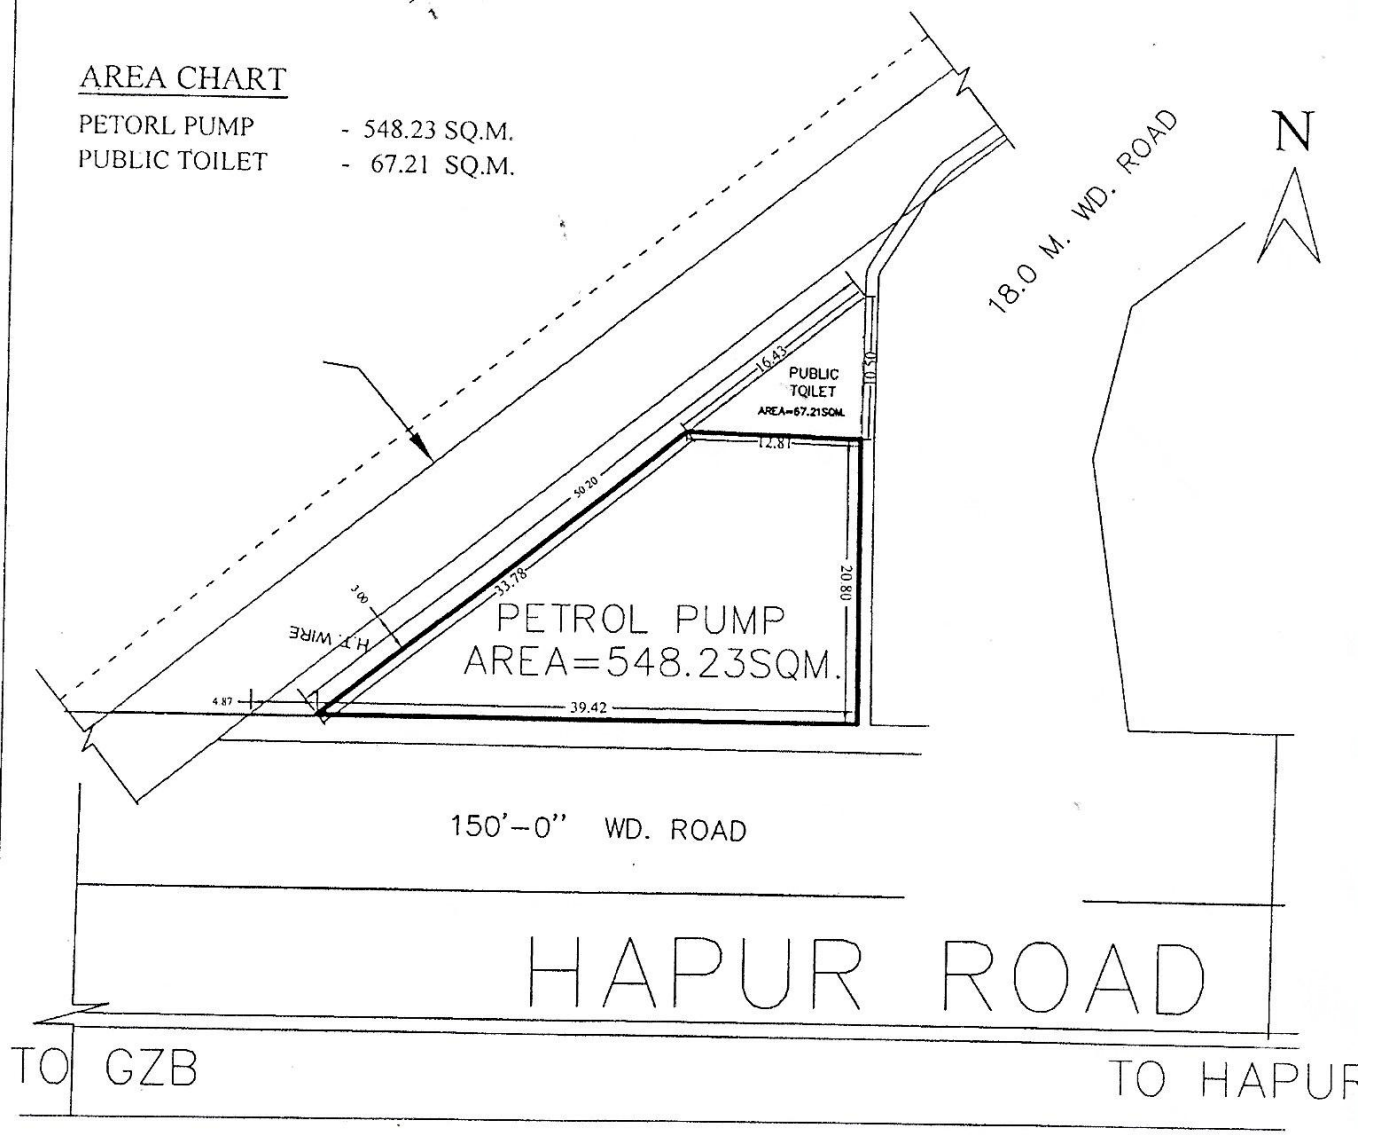 AREA CHART
PETORL PUMP - 548.23 SQ.M.
PUBLIC TOILET - 67.21 SQ.M.
N
18.0 M. WD. ROAD
16.43
PUBLIC
TOILET
AREA=67.21SQM.
10.50
12.81
50.20
33.78
3.00
H.T. WIRE
20.80
PETROL PUMP
AREA=548.23SQM.
4.87
39.42
150'-0" WD. ROAD
HAPUR ROAD
TO GZB
TO HAPUR